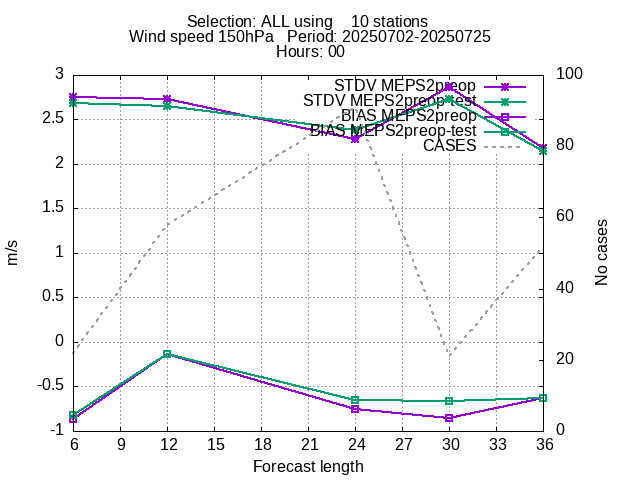 Selection: ALL using    10 stations
Wind speed 150hPa   Period: 20250702-20250725
Hours: 00
STDV MEPS2preop
STDV MEPS2preop-test
BIAS MEPS2preop
BIAS MEPS2preop-test
CASES
3
2.5
2
1.5
1
0.5
0
-0.5
-1
100
80
60
40
20
0
m/s
No cases
6 9 12 15 18 21 24 27 30 33 36
Forecast length